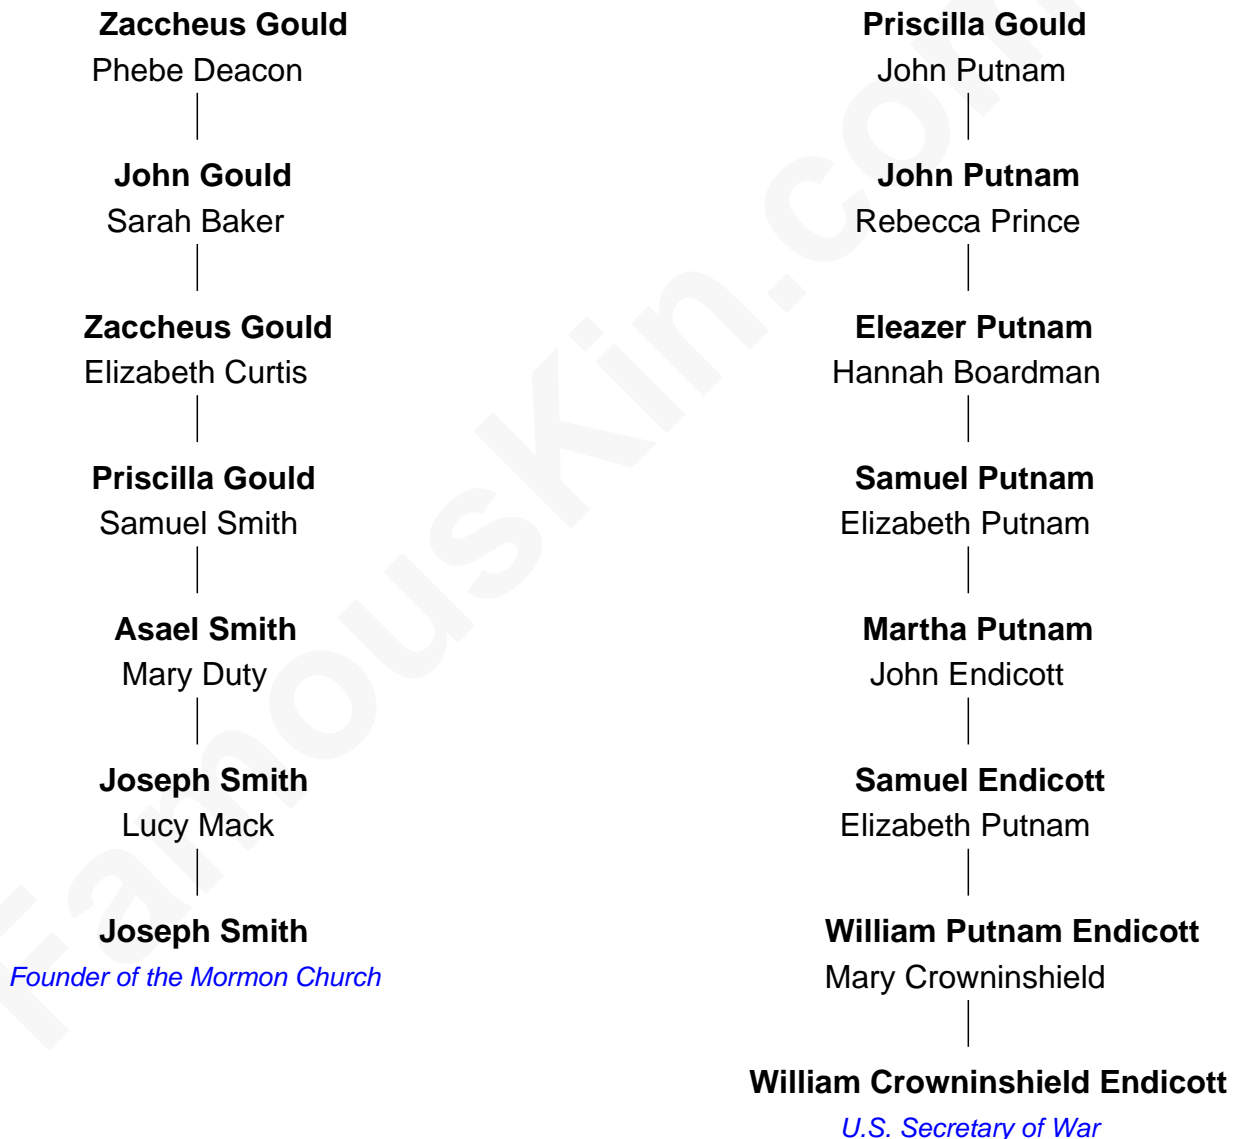 Zaccheus Gould
Phebe Deacon
John Gould
Sarah Baker
Zaccheus Gould
Elizabeth Curtis
Priscilla Gould
Samuel Smith
Asael Smith
Mary Duty
Joseph Smith
Lucy Mack
Joseph Smith
Founder of the Mormon Church
Priscilla Gould
John Putnam
John Putnam
Rebecca Prince
Eleazer Putnam
Hannah Boardman
Samuel Putnam
Elizabeth Putnam
Martha Putnam
John Endicott
Samuel Endicott
Elizabeth Putnam
William Putnam Endicott
Mary Crowninshield
William Crowninshield Endicott
U.S. Secretary of War
FamousKin.com